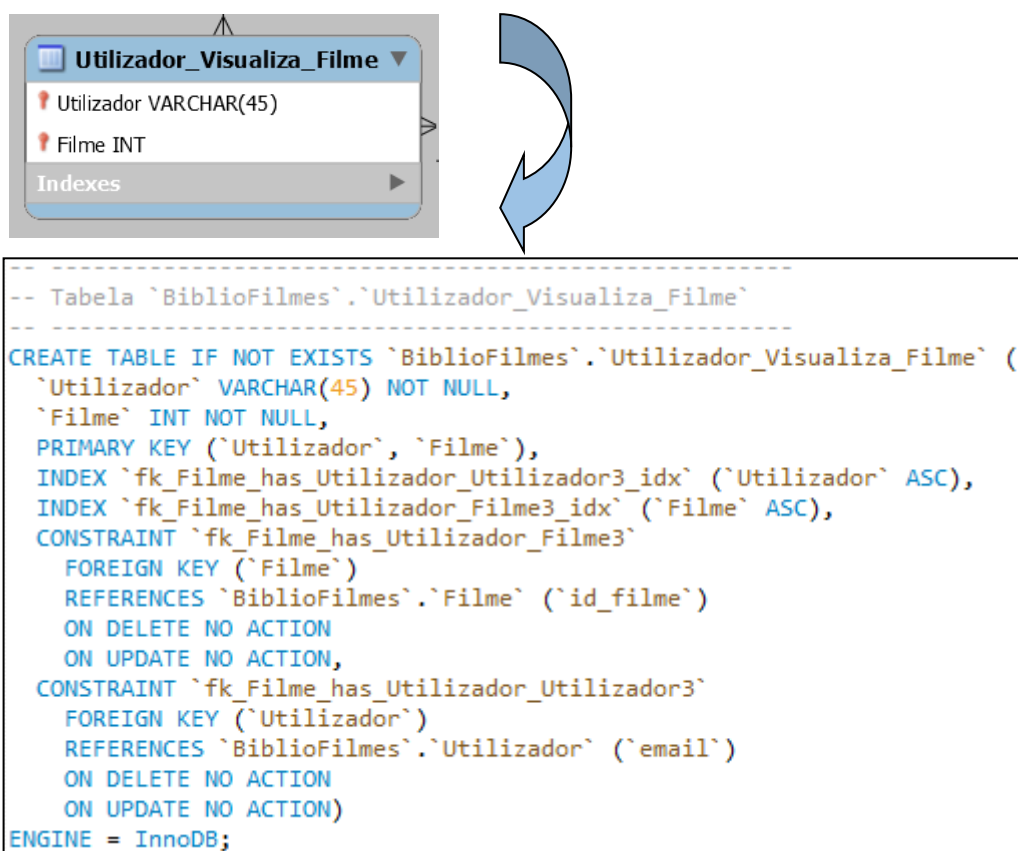 Utilizador_Visualiza_Filme
Utilizador VARCHAR(45)
Filme INT
Indexes
-- -----------------------------------------------------
-- Tabela `BiblioFilmes`.`Utilizador_Visualiza_Filme`
-- -----------------------------------------------------
CREATE TABLE IF NOT EXISTS `BiblioFilmes`.`Utilizador_Visualiza_Filme` (
  `Utilizador` VARCHAR(45) NOT NULL,
  `Filme` INT NOT NULL,
  PRIMARY KEY (`Utilizador`, `Filme`),
  INDEX `fk_Filme_has_Utilizador_Utilizador3_idx` (`Utilizador` ASC),
  INDEX `fk_Filme_has_Utilizador_Filme3_idx` (`Filme` ASC),
  CONSTRAINT `fk_Filme_has_Utilizador_Filme3`
    FOREIGN KEY (`Filme`)
    REFERENCES `BiblioFilmes`.`Filme` (`id_filme`)
    ON DELETE NO ACTION
    ON UPDATE NO ACTION,
  CONSTRAINT `fk_Filme_has_Utilizador_Utilizador3`
    FOREIGN KEY (`Utilizador`)
    REFERENCES `BiblioFilmes`.`Utilizador` (`email`)
    ON DELETE NO ACTION
    ON UPDATE NO ACTION)
ENGINE = InnoDB;